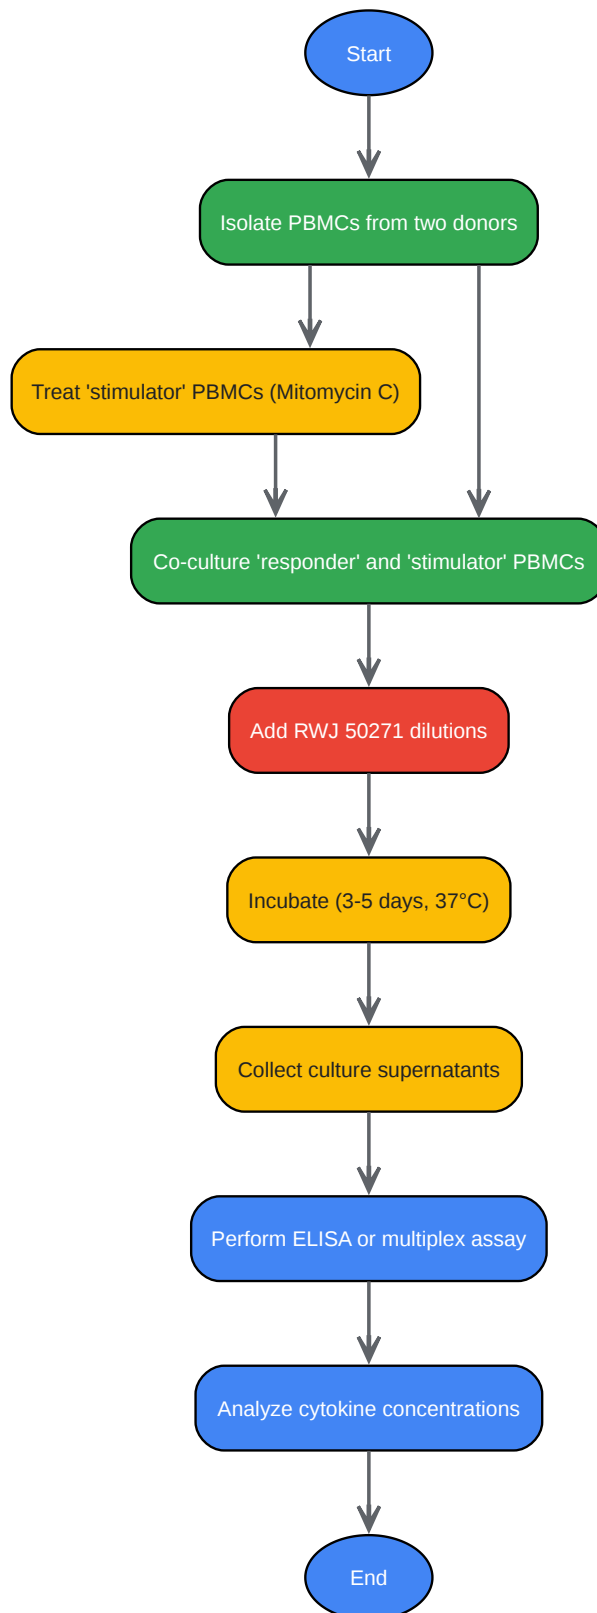 Start
Isolate PBMCs from two donors
Treat 'stimulator' PBMCs (Mitomycin C)
Co-culture 'responder' and 'stimulator' PBMCs
Add RWJ 50271 dilutions
Incubate (3-5 days, 37°C)
Collect culture supernatants
Perform ELISA or multiplex assay
Analyze cytokine concentrations
End